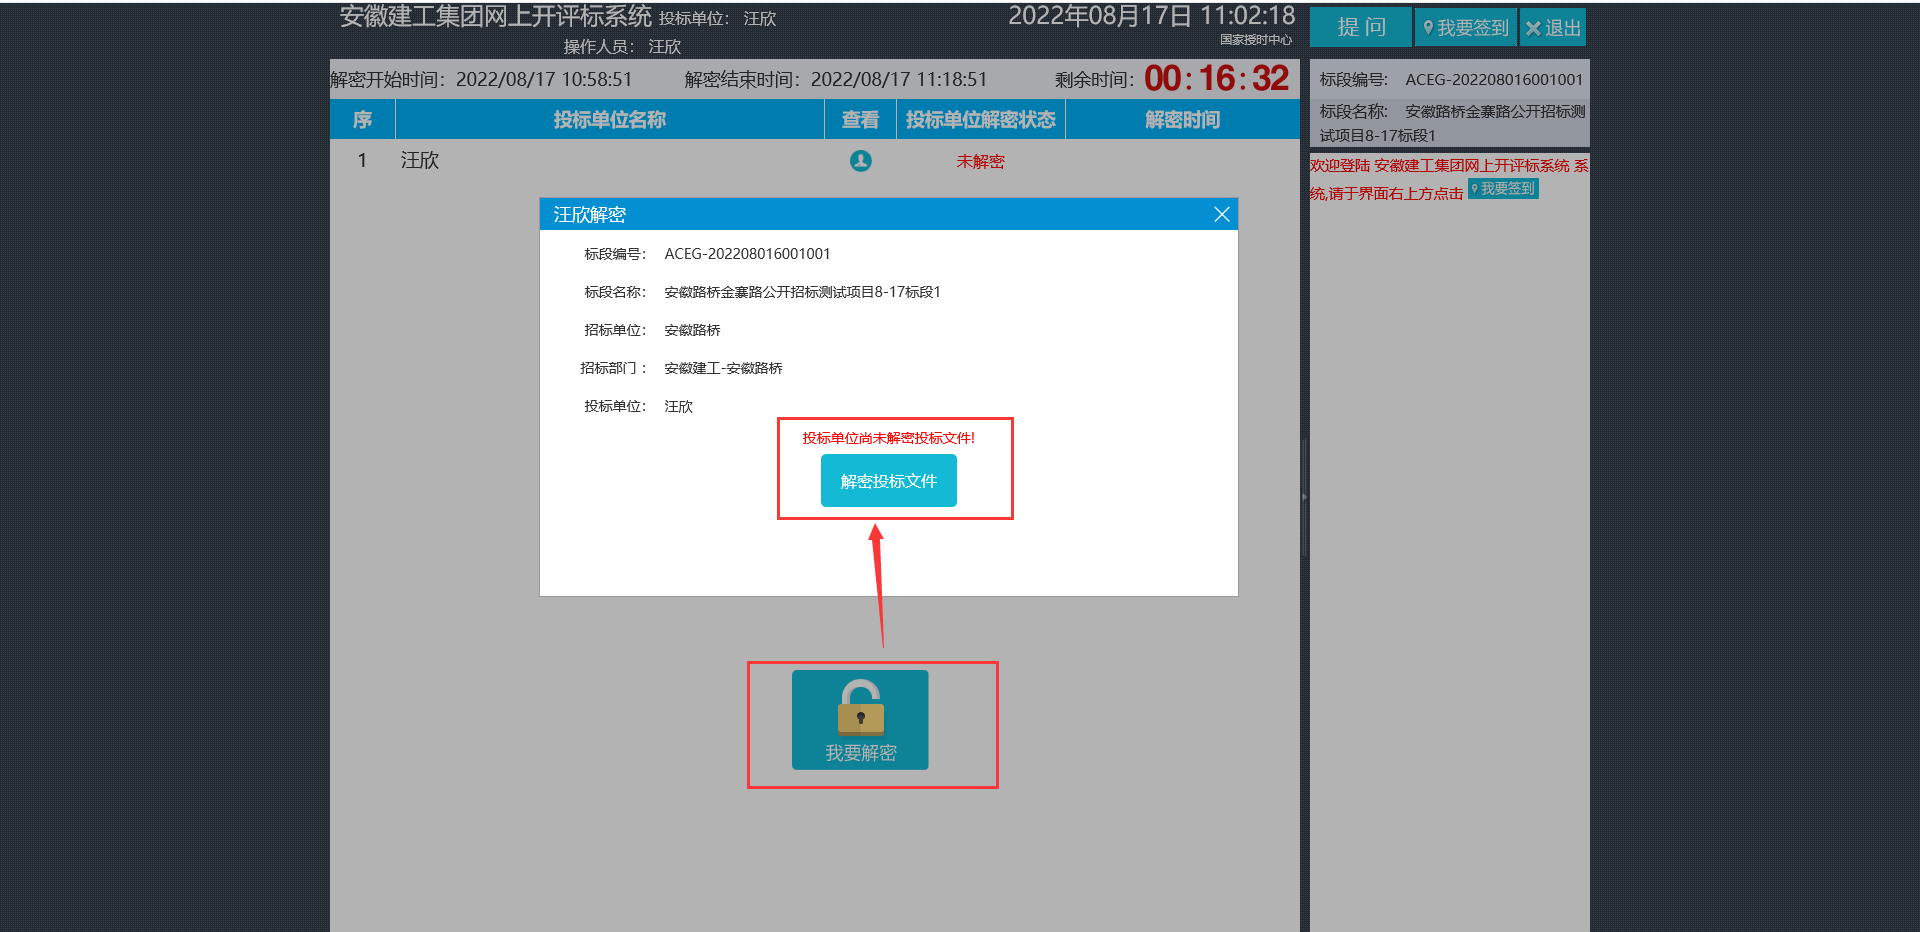 安徽建工集团网上开评标系统 投标单位： 汪欣
操作人员： 汪欣
2022年08月17日 11:02:18
国家授时中心
提 问
我要签到
退出
解密开始时间：2022/08/17 10:58:51 解密结束时间：2022/08/17 11:18:51 剩余时间：00:16:32
序 投标单位名称 查看 投标单位解密状态 解密时间
1 汪欣 未解密
汪欣解密
标段编号： ACEG-202208016001001
标段名称： 安徽路桥金寨路公开招标测试项目8-17标段1
招标单位： 安徽路桥
招标部门： 安徽建工-安徽路桥
投标单位： 汪欣
投标单位尚未解密投标文件!
解密投标文件
我要解密
标段编号: ACEG-202208016001001
标段名称: 安徽路桥金寨路公开招标测
试项目8-17标段1
欢迎登陆 安徽建工集团网上开评标系统 系
统,请于界面右上方点击 我要签到